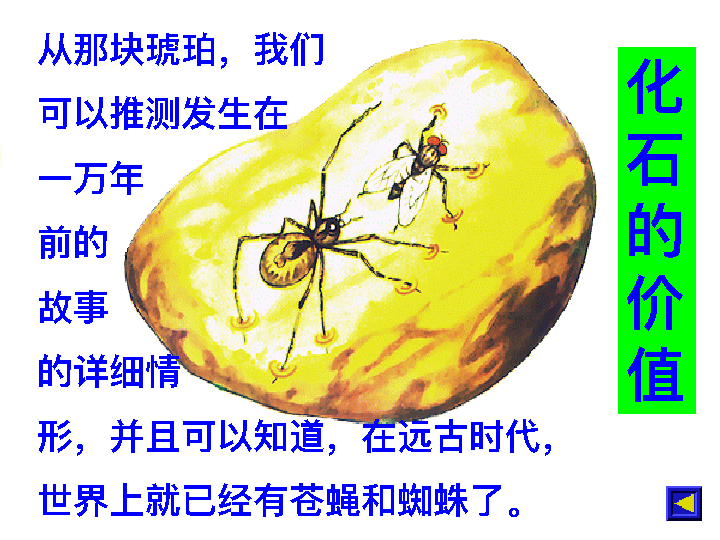 从那块琥珀，我们
可以推测发生在
一万年
前的
故事
的详细情
形，并且可以知道，在远古时代，
世界上就已经有苍蝇和蜘蛛了。
化石的价值